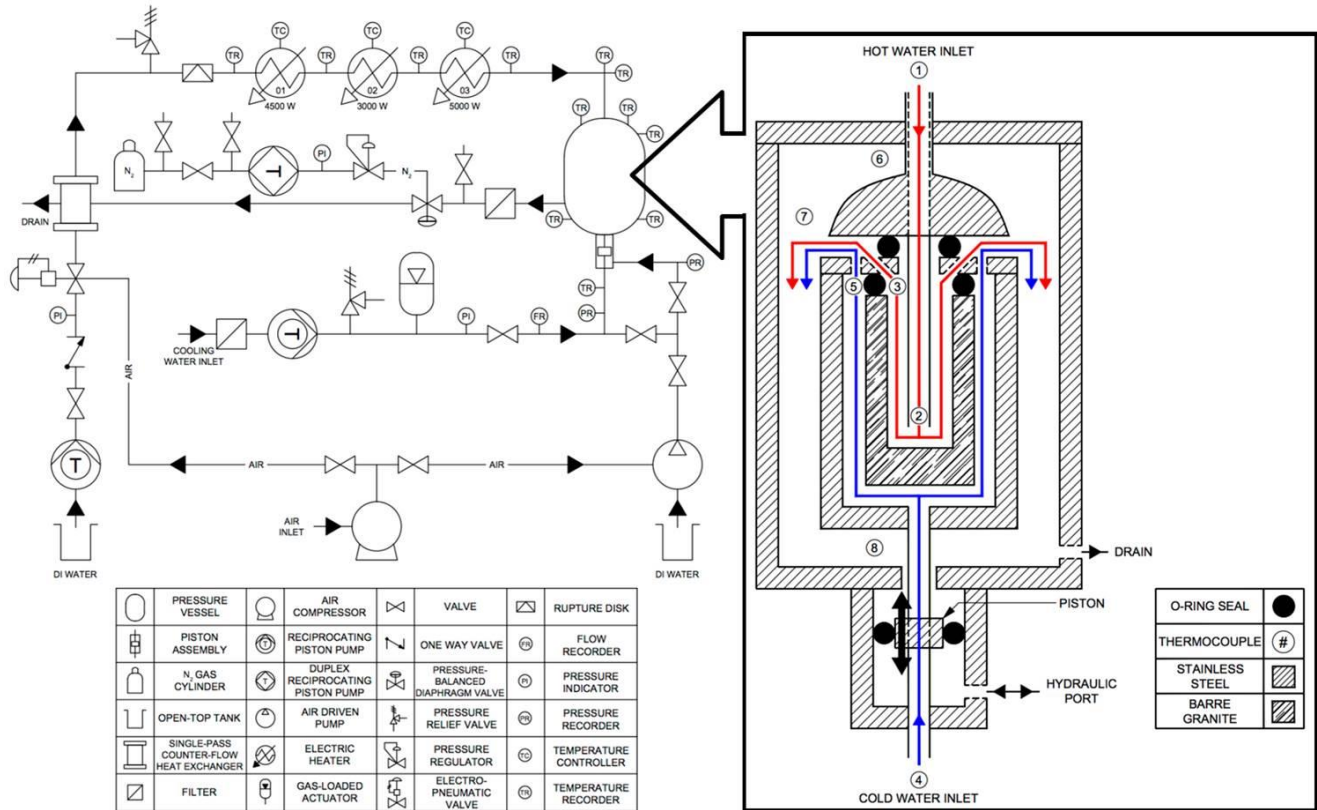 TC
TC
TC
TR
TR
TR
TR
TR
TR
01
02
03
4500 W
3000 W
5000 W
TR
TR
TR
N₂
T
PI
N₂
DRAIN
TR
TR
PR
TR
PI
PR
T
PI
FR
COOLING
WATER INLET
AIR
T
AIR
AIR
AIR
INLET
DI WATER
DI WATER
PRESSURE
VESSEL
AIR
COMPRESSOR
VALVE
RUPTURE DISK
PISTON
ASSEMBLY
T
RECIPROCATING
PISTON PUMP
ONE WAY VALVE
FR
FLOW
RECORDER
N₂ GAS
CYLINDER
T
DUPLEX
RECIPROCATING
PISTON PUMP
PRESSURE-
BALANCED
DIAPHRAGM VALVE
PI
PRESSURE
INDICATOR
OPEN-TOP TANK
AIR DRIVEN
PUMP
PRESSURE
RELIEF VALVE
PR
PRESSURE
RECORDER
SINGLE-PASS
COUNTER-FLOW
HEAT EXCHANGER
ELECTRIC
HEATER
PRESSURE
REGULATOR
TC
TEMPERATURE
CONTROLLER
FILTER
GAS-LOADED
ACTUATOR
ELECTRO-
PNEUMATIC
VALVE
TR
TEMPERATURE
RECORDER
HOT WATER INLET
1
6
7
5
3
2
8
DRAIN
PISTON
HYDRAULIC
PORT
4
COLD WATER INLET
O-RING SEAL
THERMOCOUPLE
#
STAINLESS
STEEL
BARRE
GRANITE